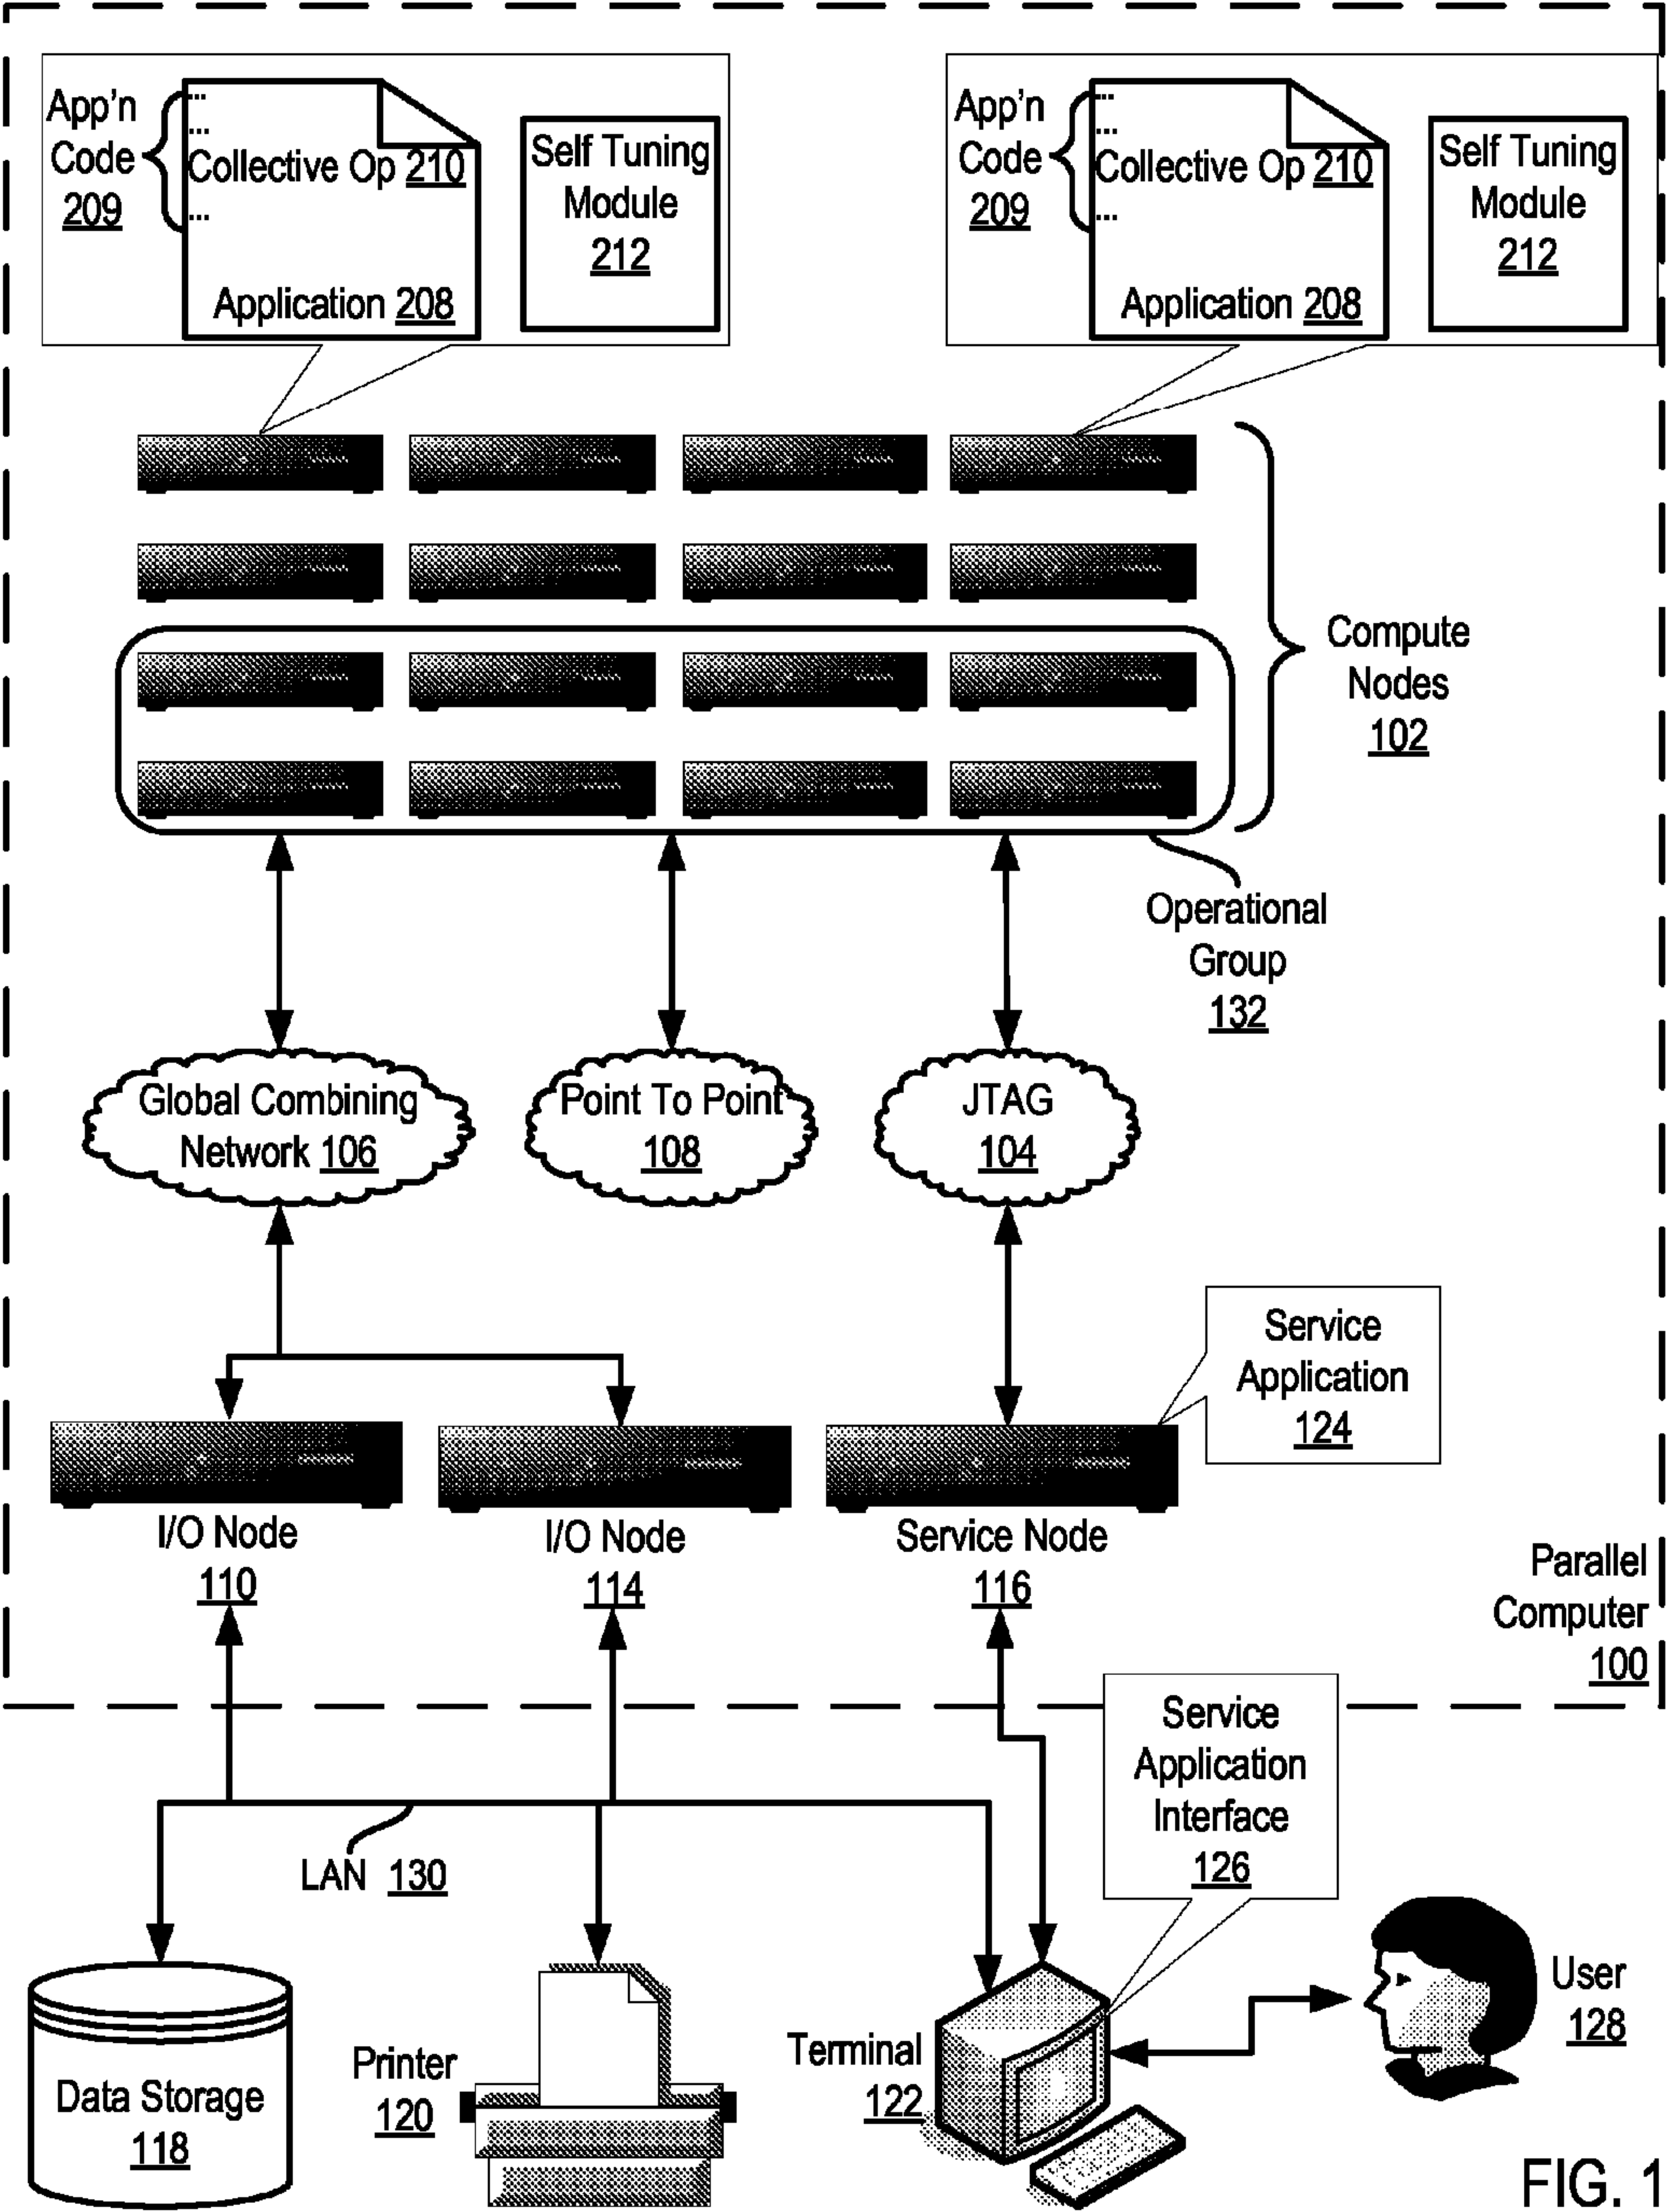 App'n
Code
209
...
...
Collective Op 210
...
Application 208
Self Tuning
Module
212
App'n
Code
209
...
...
Collective Op 210
...
Application 208
Self Tuning
Module
212
Compute
Nodes
102
Operational
Group
132
Global Combining
Network 106
Point To Point
108
JTAG
104
Service
Application
124
I/O Node
110
I/O Node
114
Service Node
116
Parallel
Computer
100
Service
Application
Interface
126
LAN 130
Data Storage
118
Printer
120
Terminal
122
User
128
FIG. 1